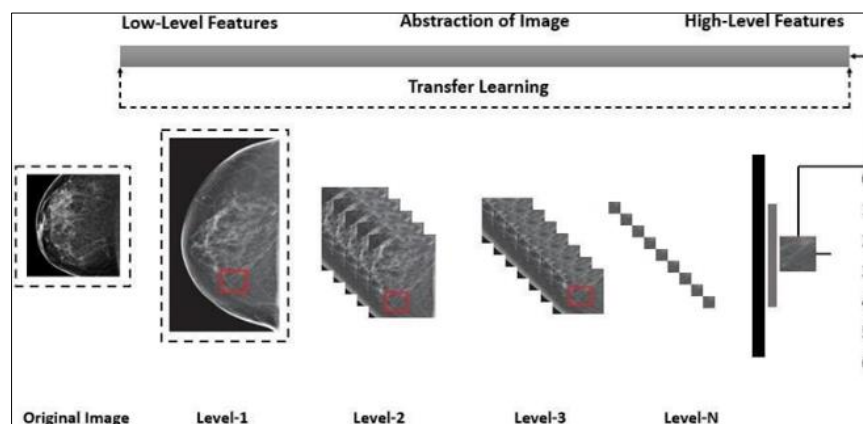 Low-Level Features Abstraction of Image High-Level Features
Transfer Learning
Original Image Level-1 Level-2 Level-3 Level-N